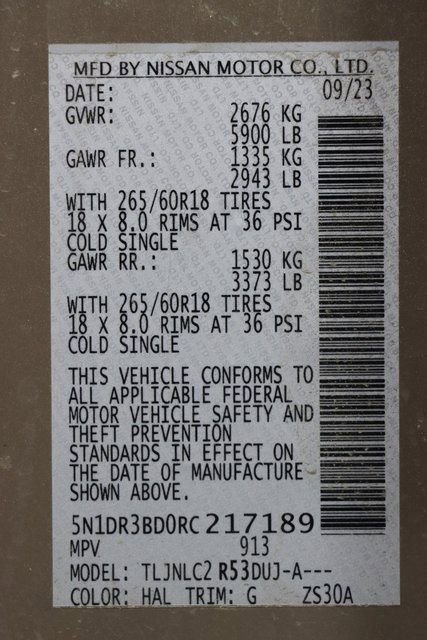 MFD BY NISSAN MOTOR CO., LTD.
DATE: 09/23
GVWR: 2676 KG
5900 LB
GAWR FR.: 1335 KG
2943 LB
WITH 265/60R18 TIRES
18 X 8.0 RIMS AT 36 PSI
COLD SINGLE
GAWR RR.: 1530 KG
3373 LB
WITH 265/60R18 TIRES
18 X 8.0 RIMS AT 36 PSI
COLD SINGLE
THIS VEHICLE CONFORMS TO
ALL APPLICABLE FEDERAL
MOTOR VEHICLE SAFETY AND
THEFT PREVENTION
STANDARDS IN EFFECT ON
THE DATE OF MANUFACTURE
SHOWN ABOVE.
5N1DR3BD0RC217189
MPV 913
MODEL: TLJNLC2 R53DUJ-A---
COLOR: HAL TRIM: G ZS30A